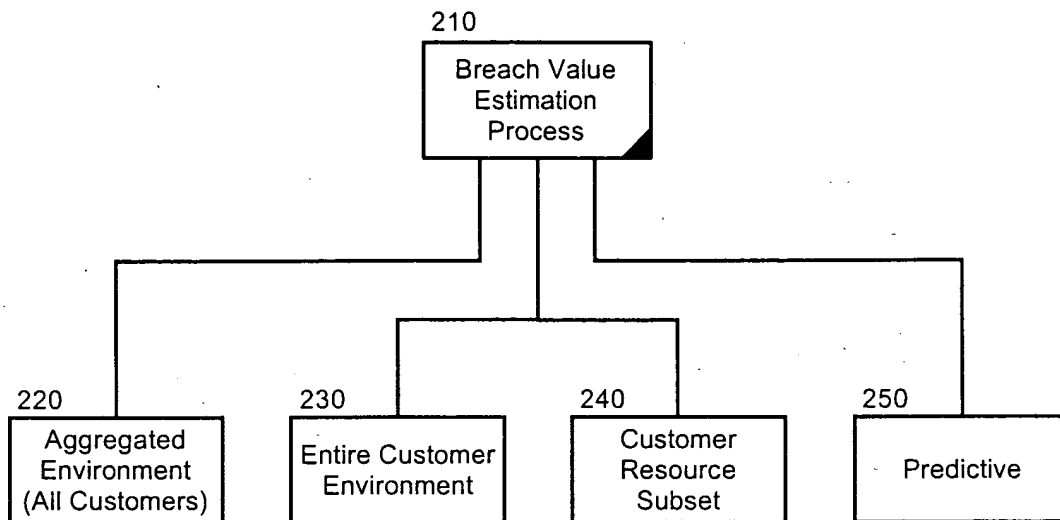 210
Breach Value
Estimation
Process
220
Aggregated
Environment
(All Customers)
230
Entire Customer
Environment
240
Customer
Resource
Subset
250
Predictive